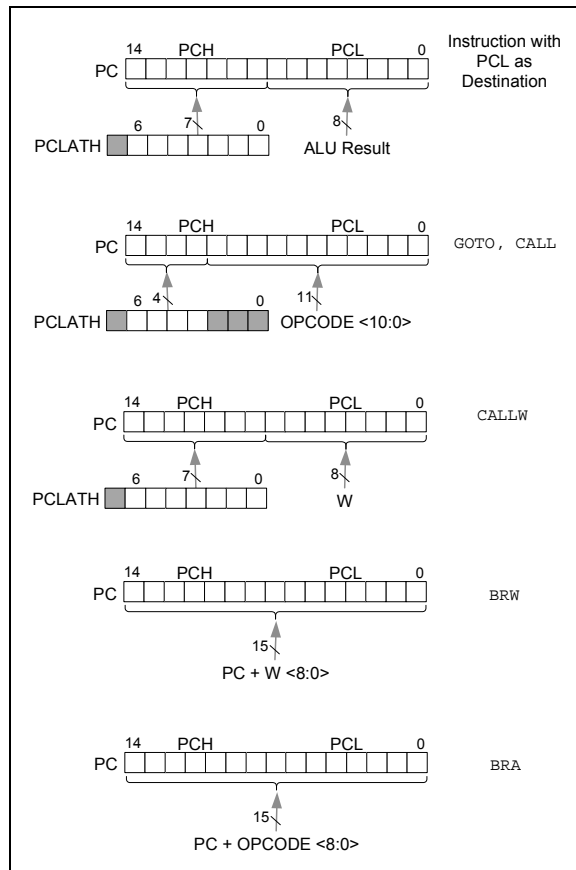 14 PCH PCL 0
PC
Instruction with
PCL as
Destination
6 7 0 8
PCLATH ALU Result
14 PCH PCL 0
PC
GOTO, CALL
6 4 0 11
PCLATH OPCODE <10:0>
14 PCH PCL 0
PC
CALLW
6 7 0 8
PCLATH W
14 PCH PCL 0
PC
BRW
15
PC + W <8:0>
14 PCH PCL 0
PC
BRA
15
PC + OPCODE <8:0>